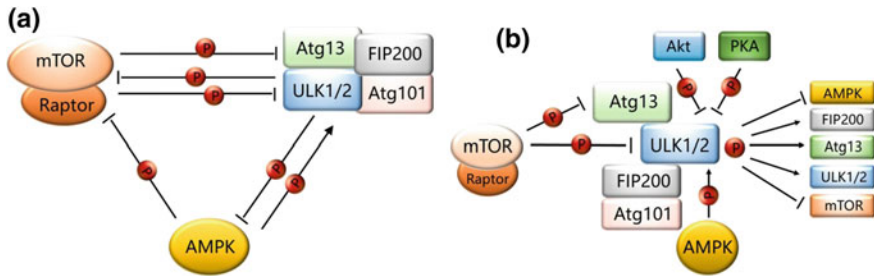 (a)
mTOR
Raptor
P
P
P
Atg13
FIP200
ULK1/2
Atg101
P
P
P
AMPK
(b)
Akt
PKA
P
P
P
Atg13
mTOR
Raptor
P
ULK1/2
P
FIP200
Atg101
P
AMPK
AMPK
FIP200
Atg13
ULK1/2
mTOR